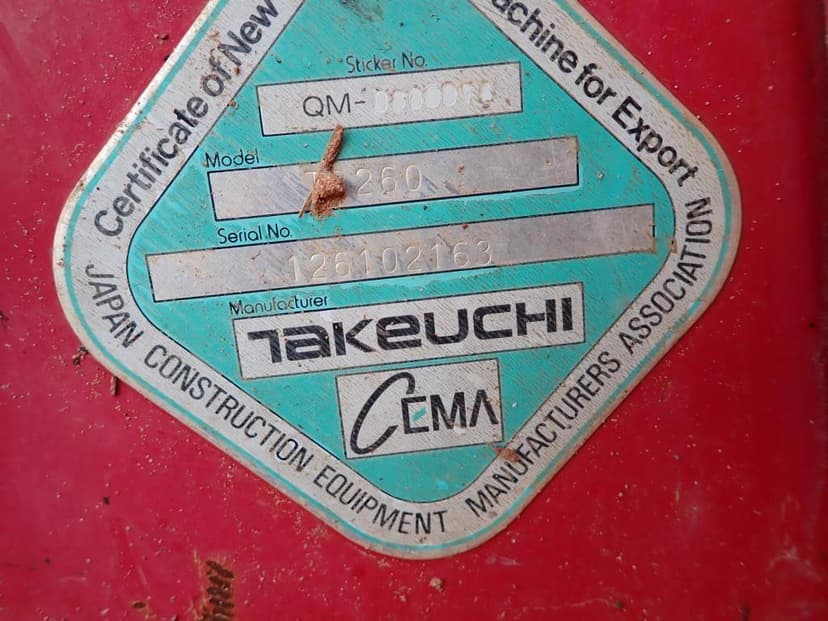 Certificate of New
achine for Export
Sticker No.
QM-
Model
260
Serial No.
126102163
Manufacturer
TAKEUCHI
CEMA
JAPAN CONSTRUCTION EQUIPMENT MANUFACTURERS ASSOCIATION